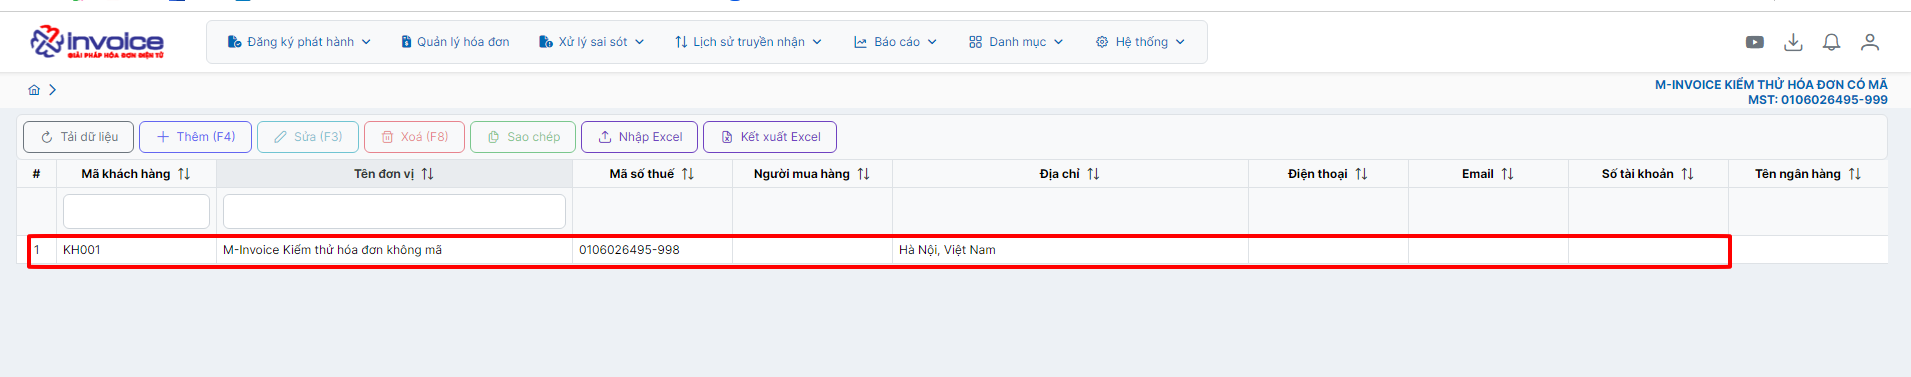 invoice
GIẢI PHÁP HÓA ĐƠN ĐIỆN TỬ
Đăng ký phát hành
Quản lý hóa đơn
Xử lý sai sót
Lịch sử truyền nhận
Báo cáo
Danh mục
Hệ thống
M-INVOICE KIỂM THỬ HÓA ĐƠN CÓ MÃ
MST: 0106026495-999
Tải dữ liệu
Thêm (F4)
Sửa (F3)
Xoá (F8)
Sao chép
Nhập Excel
Kết xuất Excel
# Mã khách hàng Tên đơn vị Mã số thuế Người mua hàng Địa chỉ Điện thoại Email Số tài khoản Tên ngân hàng
1 KH001 M-Invoice Kiểm thử hóa đơn không mã 0106026495-998 Hà Nội, Việt Nam